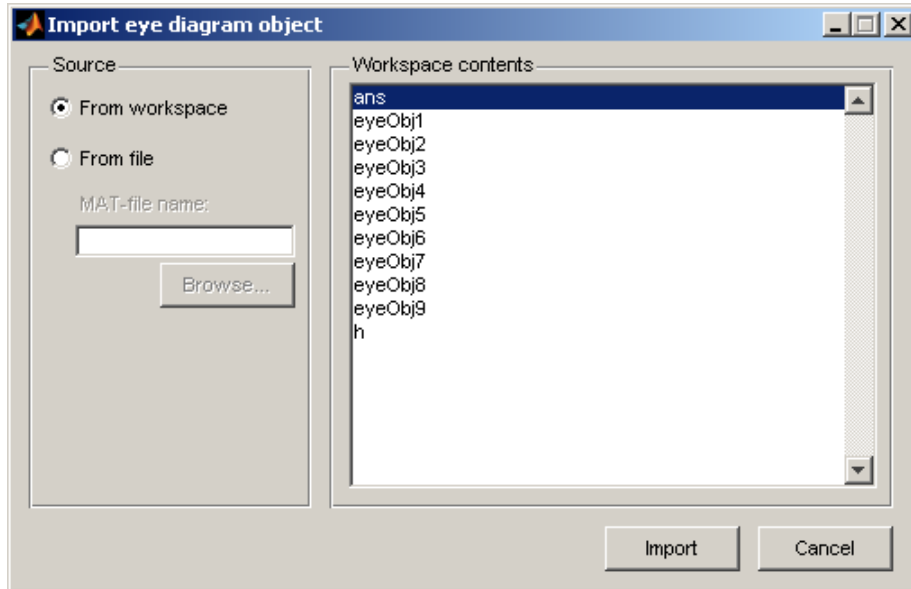 Import eye diagram object
Source
From workspace
From file
MAT-file name:
Browse...
Workspace contents
ans
eyeObj1
eyeObj2
eyeObj3
eyeObj4
eyeObj5
eyeObj6
eyeObj7
eyeObj8
eyeObj9
h
Import
Cancel